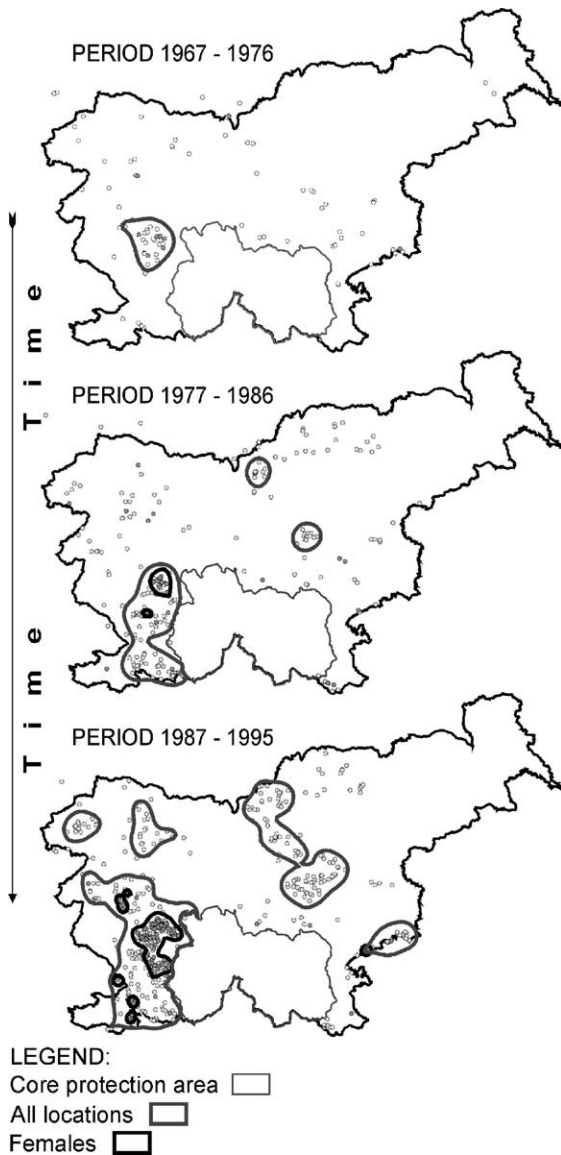 PERIOD 1967 - 1976
Time
PERIOD 1977 - 1986
Time
PERIOD 1987 - 1995
LEGEND:
Core protection area
All locations
Females